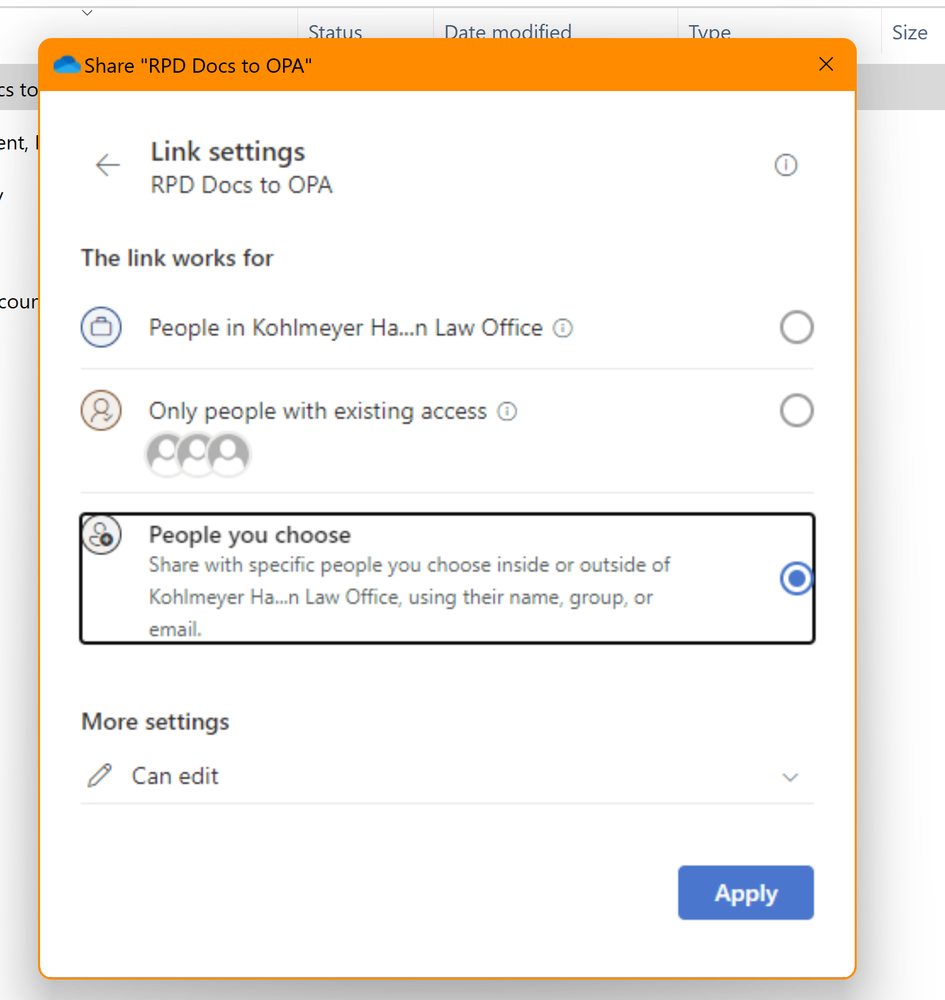 Status
Date modified
Type
Size
Share "RPD Docs to OPA"
cs to
ent,
Link settings
RPD Docs to OPA
The link works for
cour
People in Kohlmeyer Ha...n Law Office
Only people with existing access
People you choose
Share with specific people you choose inside or outside of
Kohlmeyer Ha...n Law Office, using their name, group, or
email.
More settings
Can edit
Apply